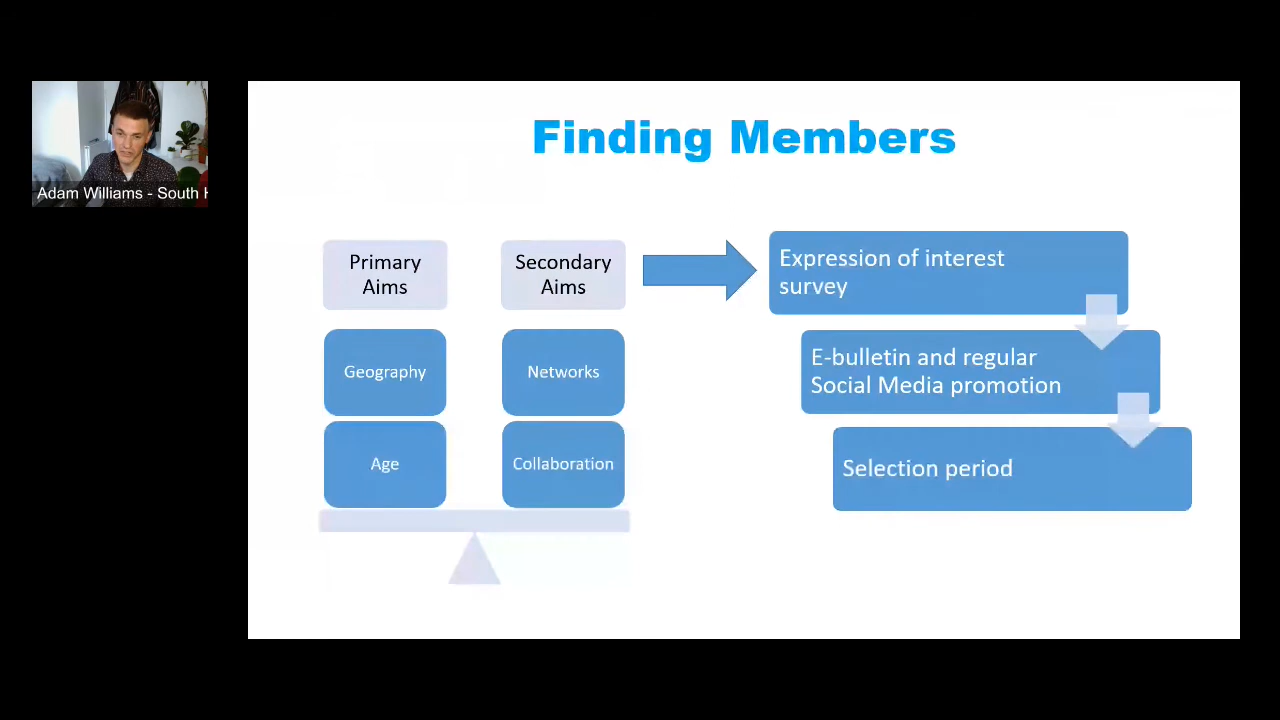 Finding Members
Adam Williams - South
Primary
Aims
Secondary
Aims
Geography
Networks
Age
Collaboration
Expression of interest
survey
E-bulletin and regular
Social Media promotion
Selection period